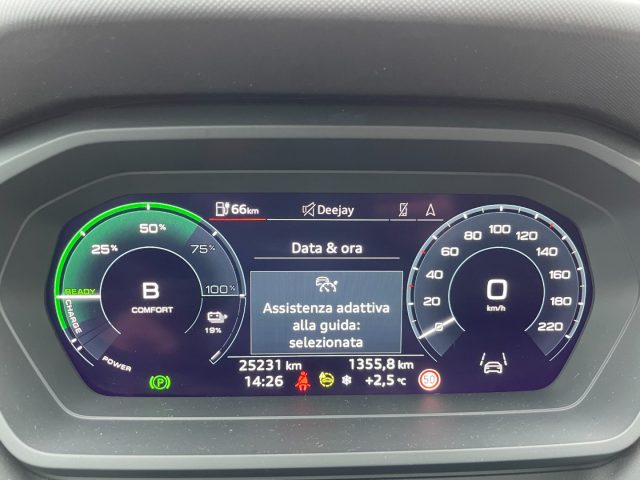 66km
Deejay
Data & ora
50%
25%
75%
100%
READY
CHARGE
POWER
B
COMFORT
19%
Assistenza adattiva
alla guida:
selezionata
0
20
40
60
80
100
120
140
160
180
220
0
km/h
25231 km
1355,8 km
P
14:26
+2,5 °C
50